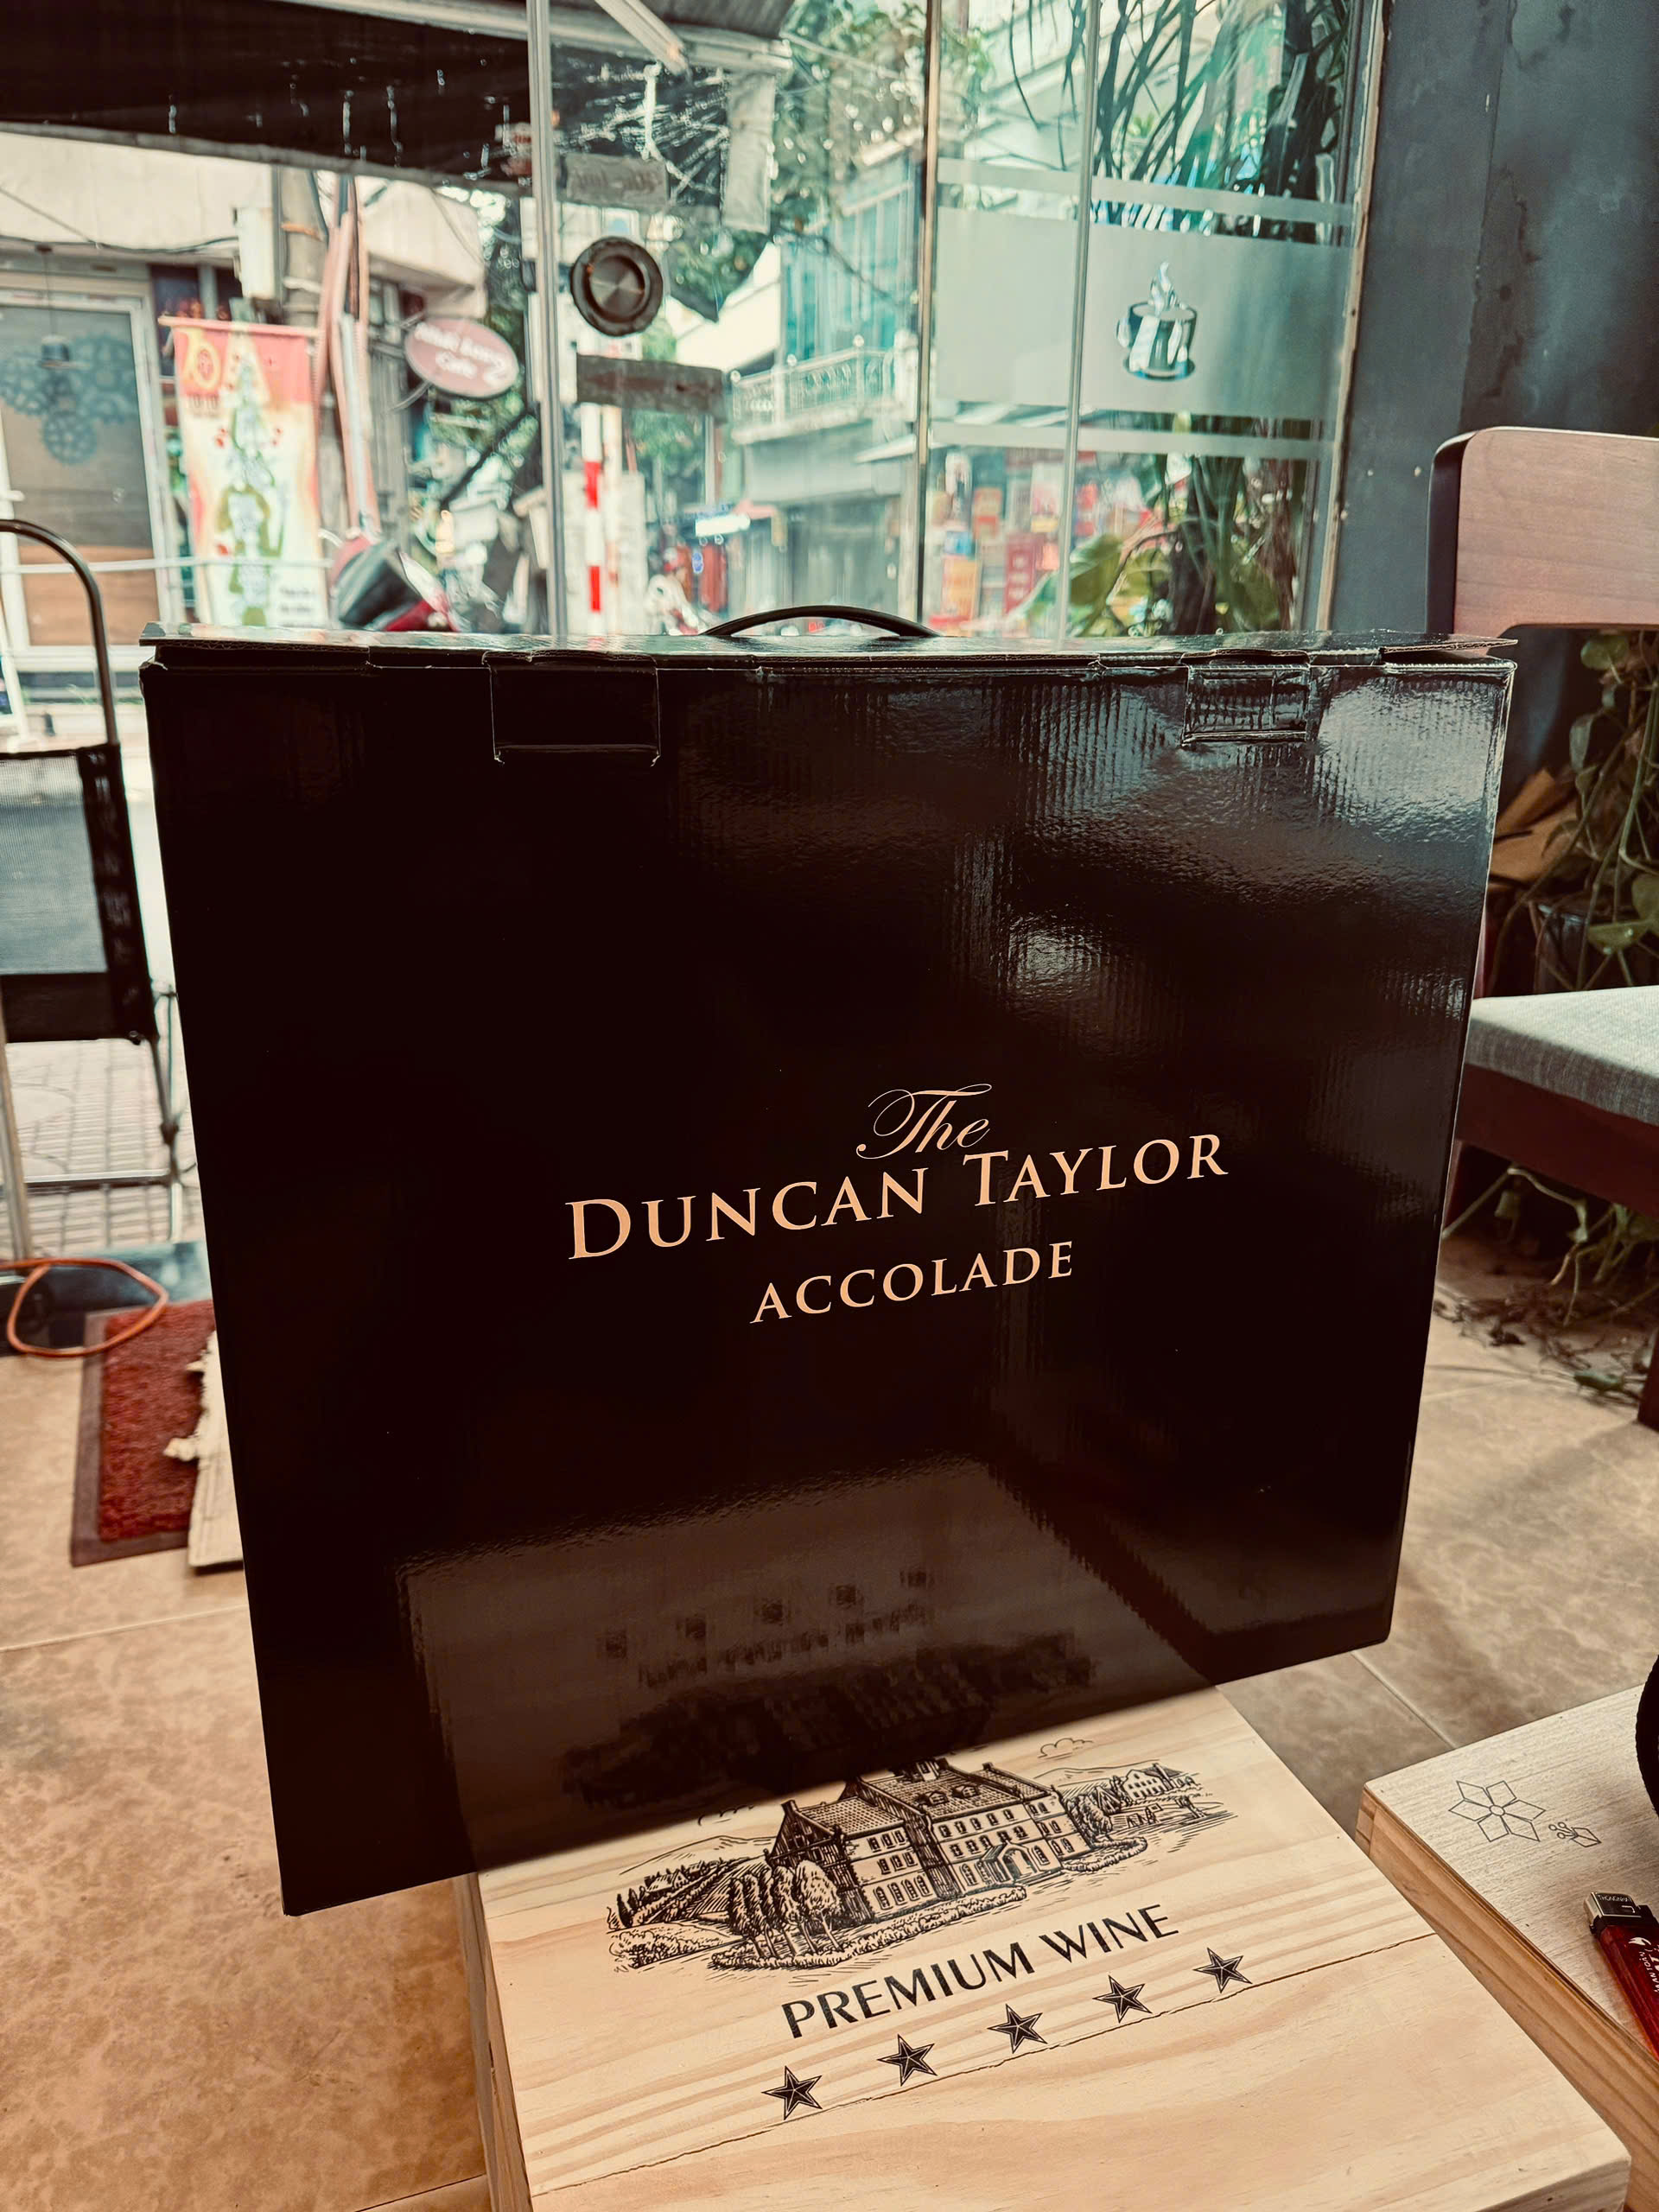 The
DUNCAN TAYLOR
ACCOLADE
PREMIUM WINE